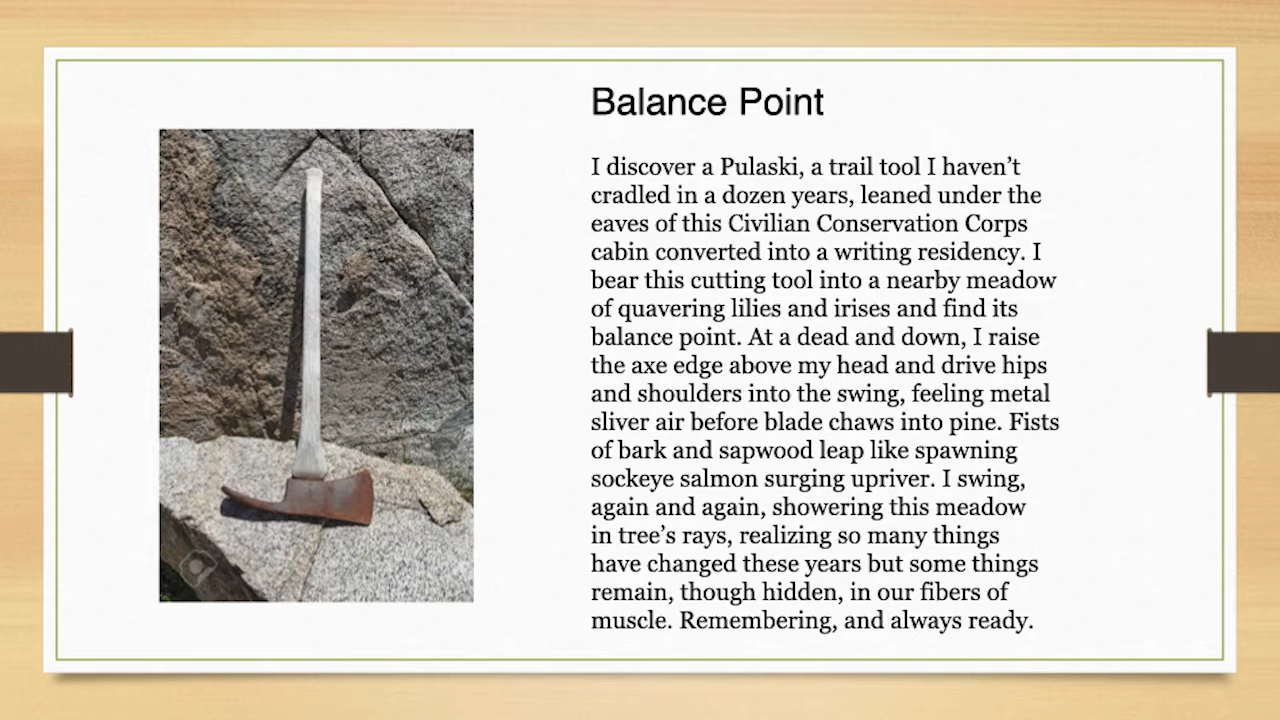 Balance Point
I discover a Pulaski, a trail tool I haven’t
cradled in a dozen years, leaned under the
eaves of this Civilian Conservation Corps
cabin converted into a writing residency. I
bear this cutting tool into a nearby meadow
of quavering lilies and irises and find its
balance point. At a dead and down, I raise
the axe edge above my head and drive hips
and shoulders into the swing, feeling metal
sliver air before blade chaws into pine. Fists
of bark and sapwood leap like spawning
sockeye salmon surging upriver. I swing,
again and again, showering this meadow
in tree’s rays, realizing so many things
have changed these years but some things
remain, though hidden, in our fibers of
muscle. Remembering, and always ready.